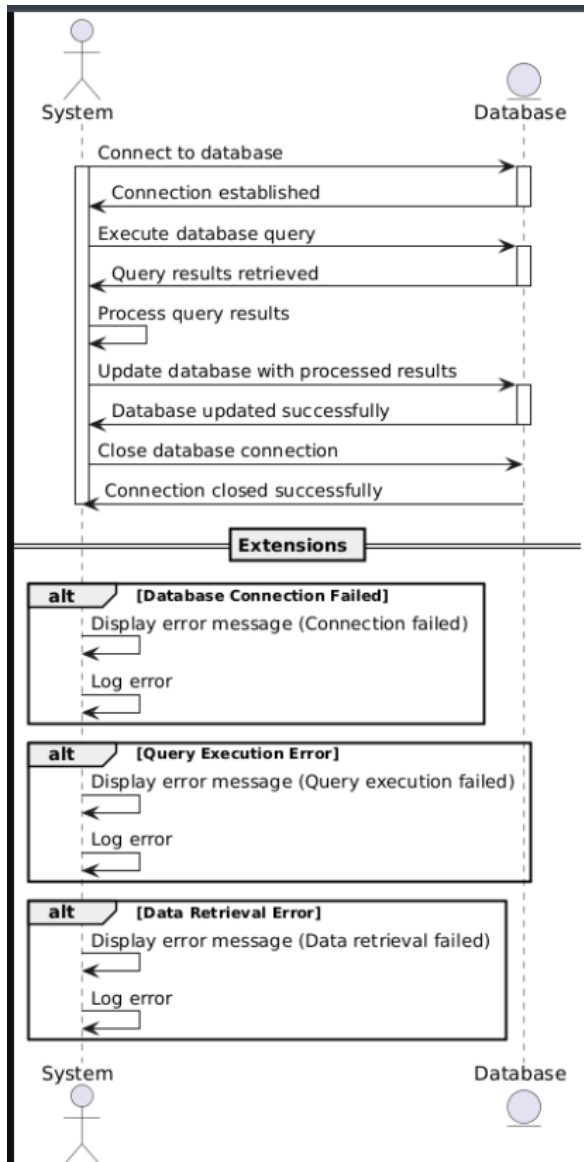 System
Database
Connect to database
Connection established
Execute database query
Query results retrieved
Process query results
Update database with processed results
Database updated successfully
Close database connection
Connection closed successfully
Extensions
alt [Database Connection Failed]
Display error message (Connection failed)
Log error
alt [Query Execution Error]
Display error message (Query execution failed)
Log error
alt [Data Retrieval Error]
Display error message (Data retrieval failed)
Log error
System
Database